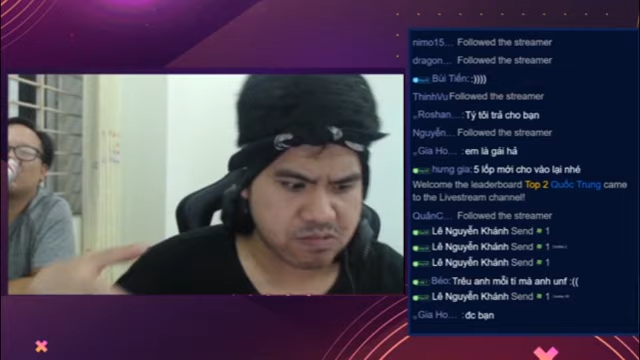 nimo15... Followed the streamer
dragon... Followed the streamer
Bùi Tiến: :))))
ThinhVu Followed the streamer
Roshan... : Tý tôi trả cho bạn
Nguyễn... Followed the streamer
Gia Ho... : em là gái hả
hưng gia: 5 lốp mới cho vào lại nhé
Welcome the leaderboard Top 2 Quốc Trung came
to the Livestream channel!
QuânC... Followed the streamer
Lê Nguyễn Khánh Send 1
Lê Nguyễn Khánh Send 1
Lê Nguyễn Khánh Send 1
Béo: Trêu anh mỗi tí mà anh unf :((
Lê Nguyễn Khánh Send 1
Gia Ho... : đc bạn